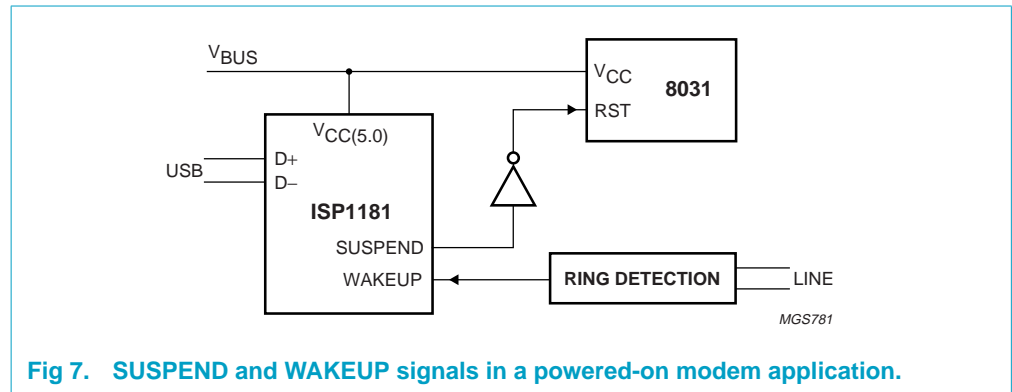 VBUS
VCC
8031
RST
VCC(5.0)
D+
USB
D−
ISP1181
SUSPEND
WAKEUP
RING DETECTION
LINE
MGS781
Fig 7. SUSPEND and WAKEUP signals in a powered-on modem application.